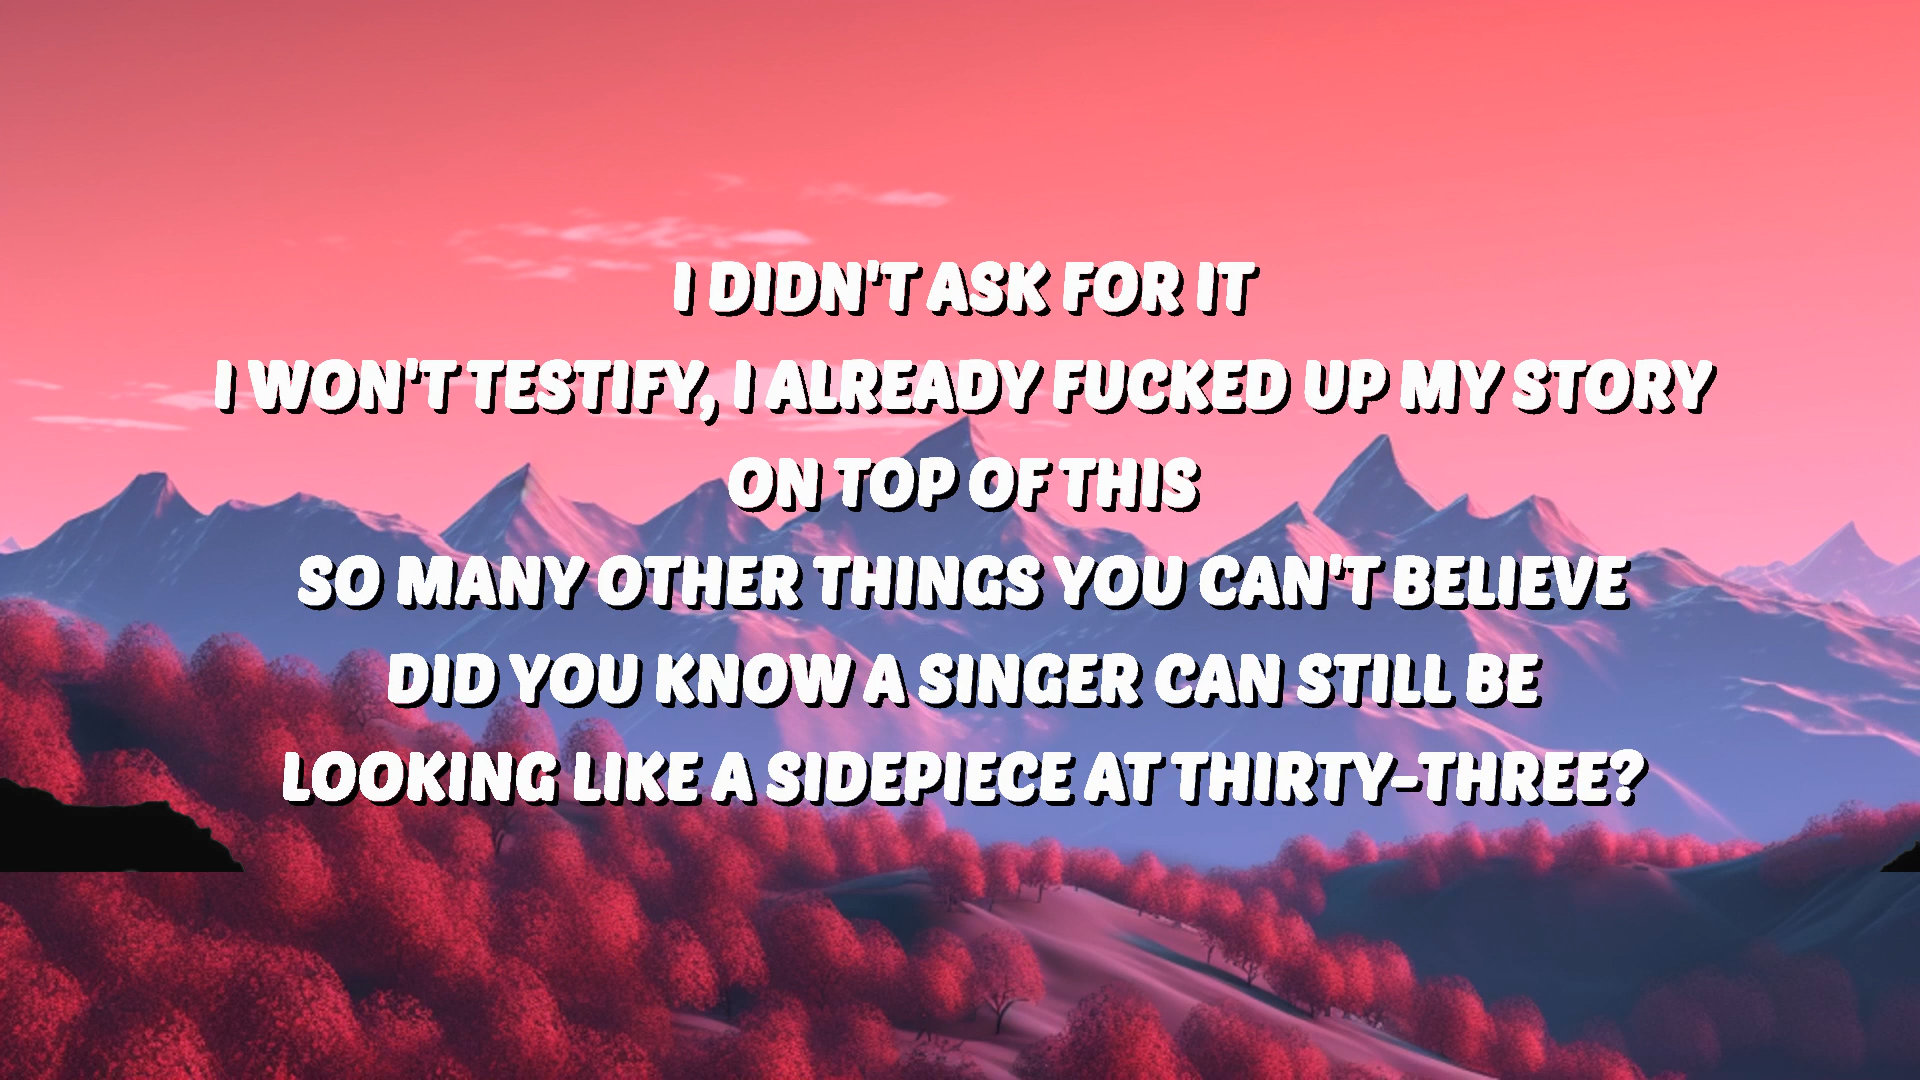 I DIDN'T ASK FOR IT
I WON'T TESTIFY, I ALREADY FUCKED UP MY STORY
ON TOP OF THIS
SO MANY OTHER THINGS YOU CAN'T BELIEVE
DID YOU KNOW A SINGER CAN STILL BE
LOOKING LIKE A SIDEPIECE AT THIRTY-THREE?